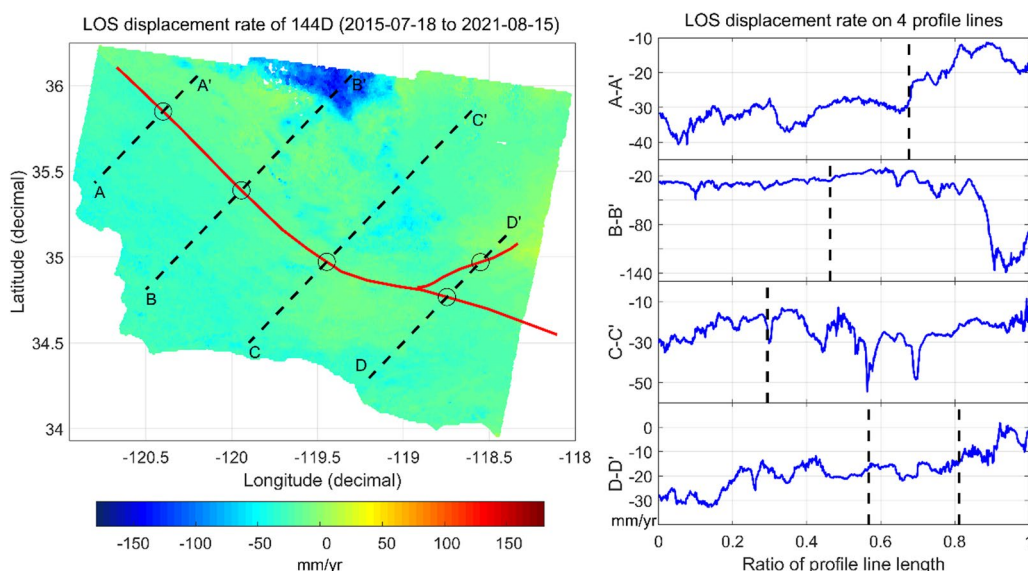 LOS displacement rate of 144D (2015-07-18 to 2021-08-15)
36
35.5
35
34.5
34
Latitude (decimal)
A
A'
B
B'
C
C'
D
D'
-120.5
-120
-119.5
-119
-118.5
-118
Longitude (decimal)
-150
-100
-50
0
50
100
150
mm/yr
LOS displacement rate on 4 profile lines
-10
-20
-30
-40
A-A'
-20
-80
-140
B-B'
-10
-30
-50
C-C'
0
-10
-20
-30
D-D'
mm/yr
0
0.2
0.4
0.6
0.8
1
Ratio of profile line length